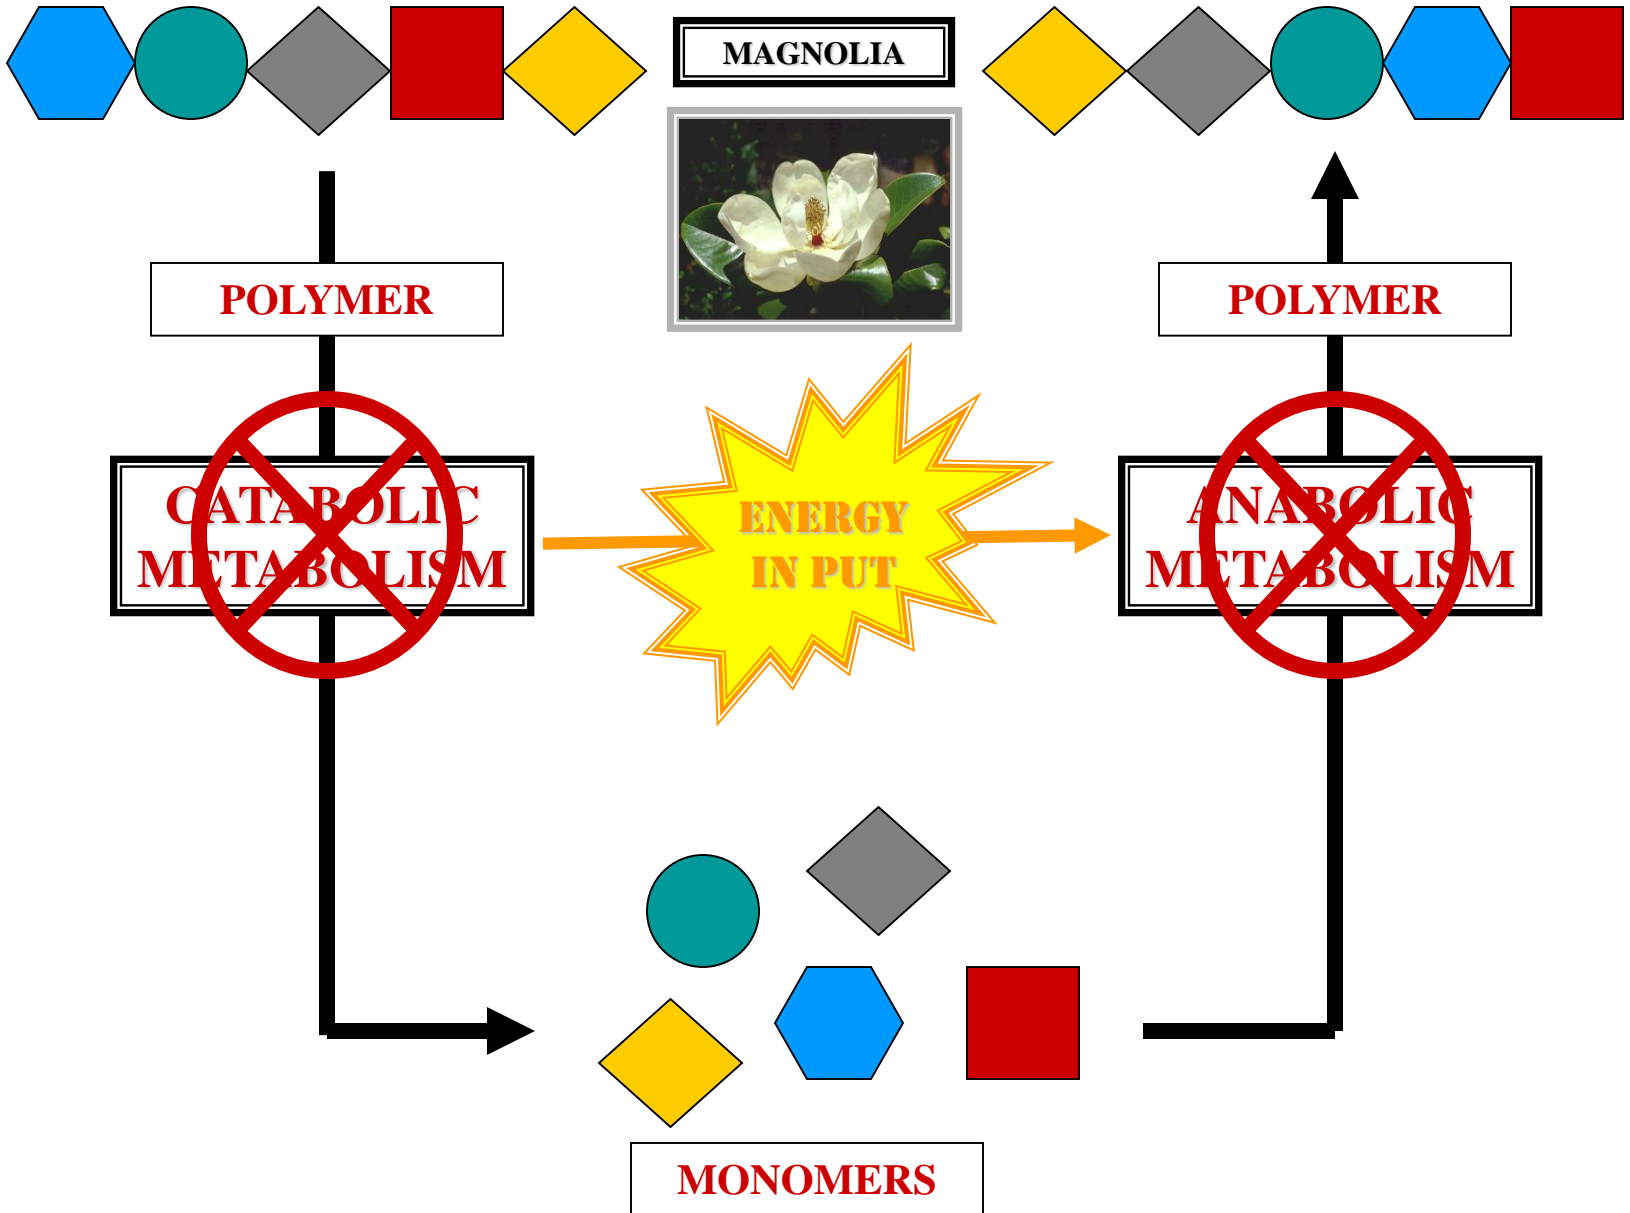 MAGNOLIA
POLYMER
POLYMER
CATABOLIC
METABOLISM
ENERGY
IN PUT
ANABOLIC
METABOLISM
MONOMERS